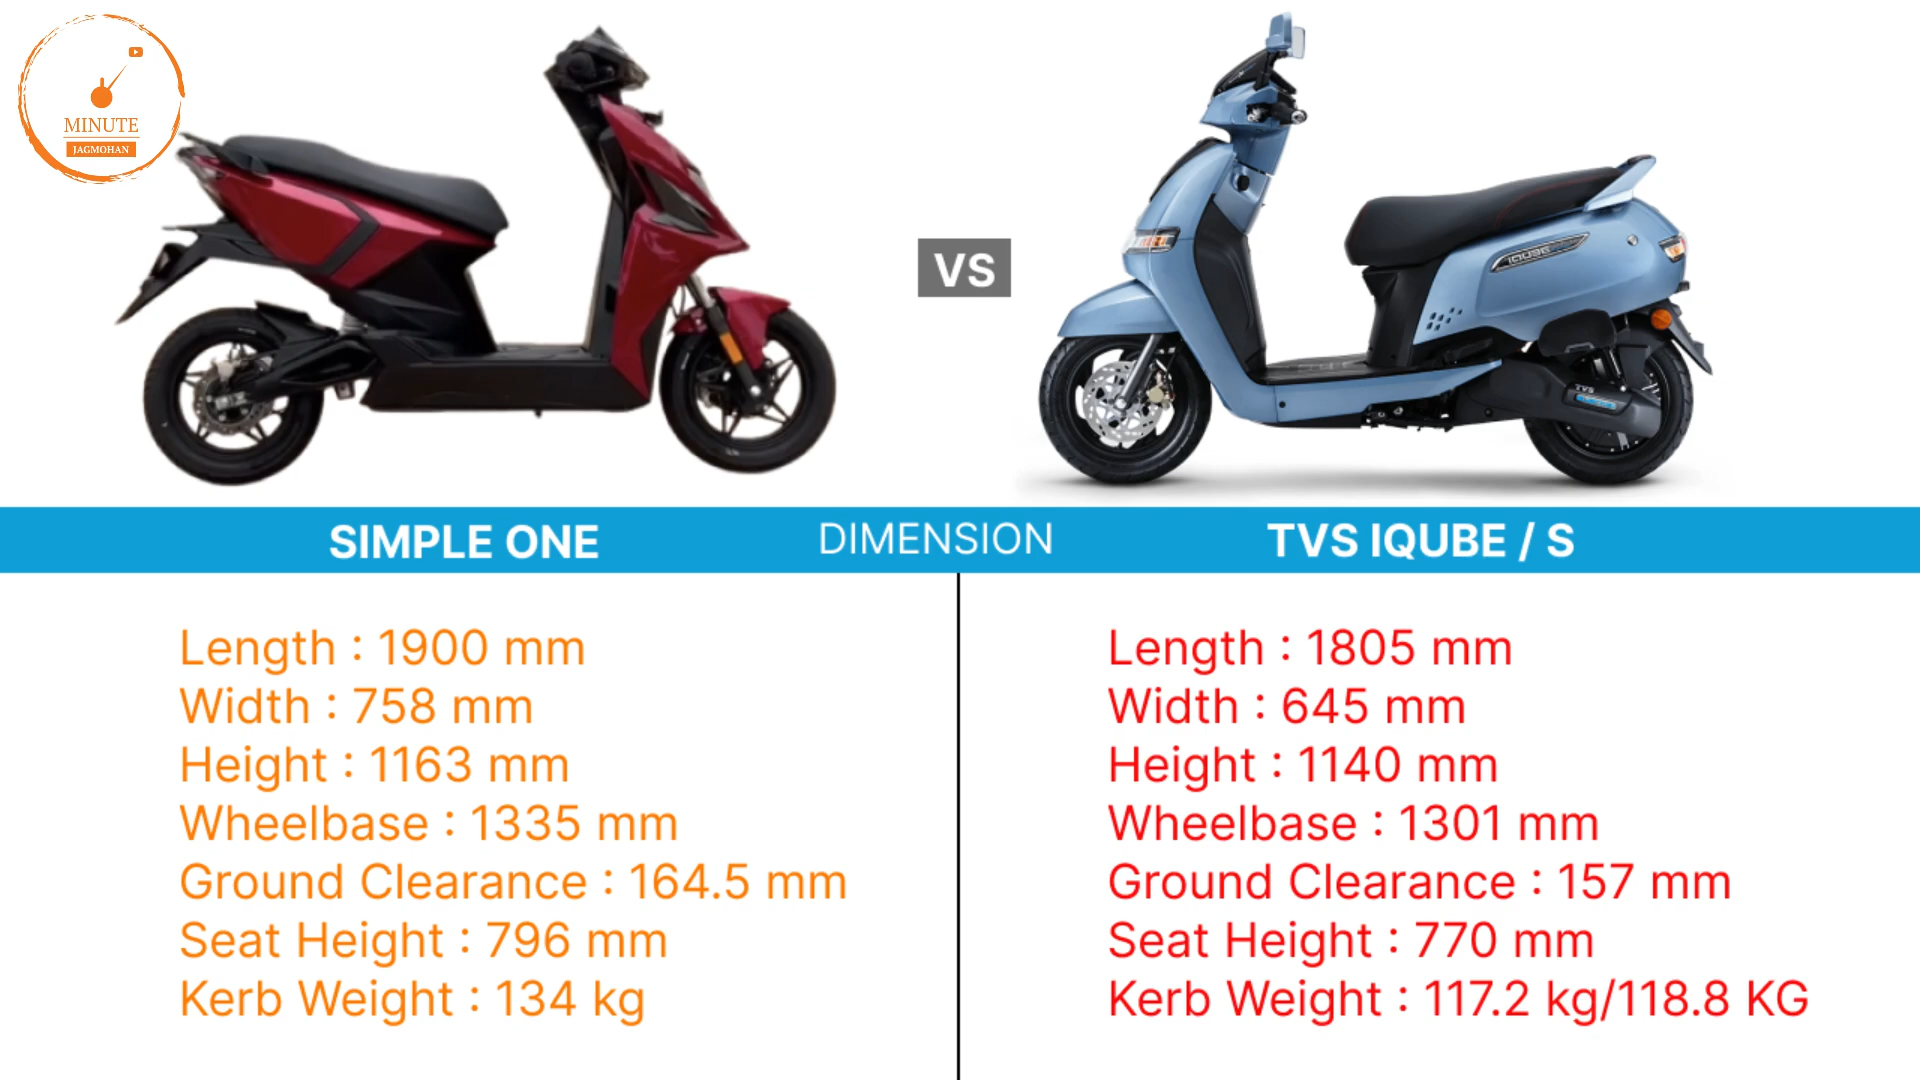 MINUTE
JAGMOHAN
VS
IQUBE
TVS
SIMPLE ONE
DIMENSION
TVS IQUBE / S
Length : 1900 mm
Width : 758 mm
Height : 1163 mm
Wheelbase : 1335 mm
Ground Clearance : 164.5 mm
Seat Height : 796 mm
Kerb Weight : 134 kg
Length : 1805 mm
Width : 645 mm
Height : 1140 mm
Wheelbase : 1301 mm
Ground Clearance : 157 mm
Seat Height : 770 mm
Kerb Weight : 117.2 kg/118.8 KG